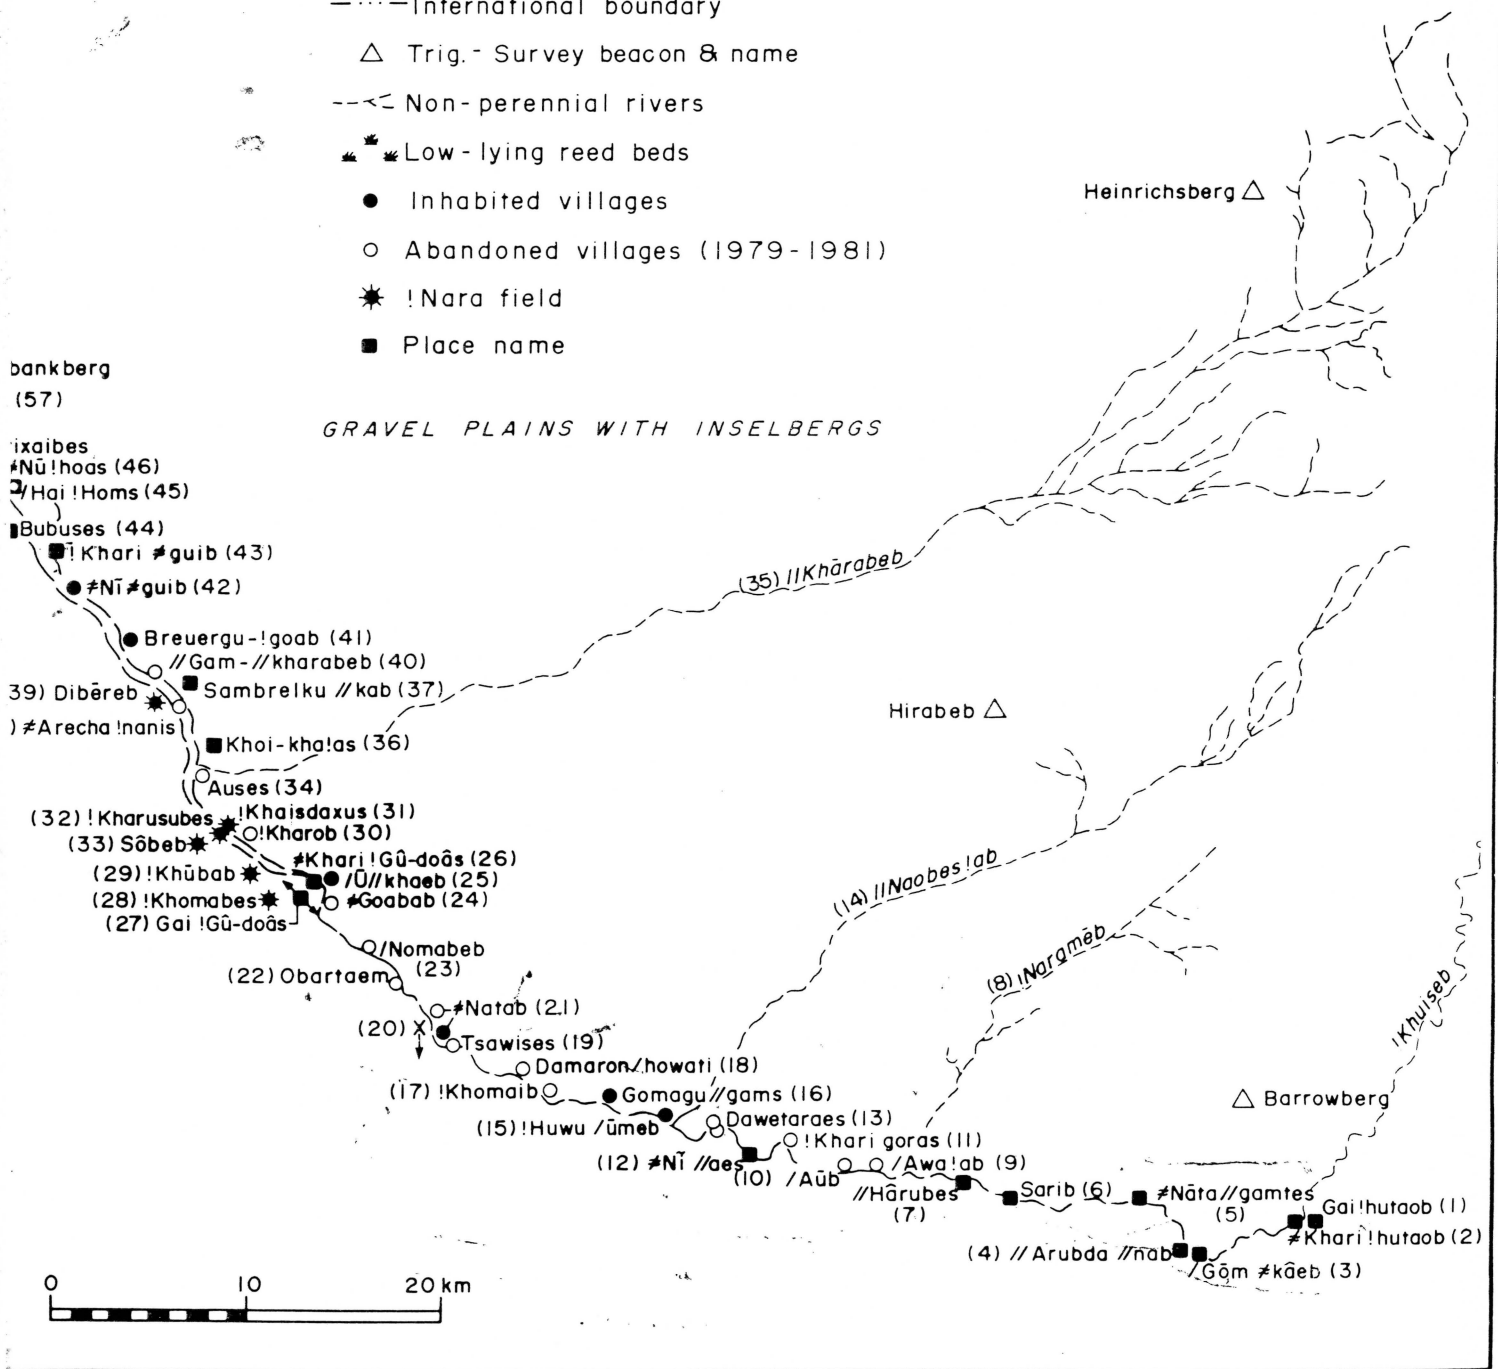 International boundary
Trig.- Survey beacon & name
Non-perennial rivers
Low-lying reed beds
Inhabited villages
Abandoned villages (1979-1981)
!Nara field
Place name
Heinrichsberg
bankberg
(57)
GRAVEL PLAINS WITH INSELBERGS
ixaibes
≠Nū!hoas (46)
//Hai !Homs (45)
Bubuses (44)
! Khari ≠guib (43)
≠Nī≠guib (42)
(35) //Khārabeb
Breuergu-!goab (41)
//Gam-//kharabeb (40)
39) Dibēreb
Sambrelku //kab (37)
) ≠Arecha !nanis
Hirabeb
Khoi-kha!as (36)
Auses (34)
(32) !Kharusubes
!Khaisdaxus (31)
(33) Sôbeb
!Kharob (30)
≠Khari !Gû-doâs (26)
(29) !Khūbab
/Ū//khaeb (25)
(28) !Khomabes
≠Goabab (24)
(27) Gai !Gû-doâs
(14) //Naobes!ab
/Nomabeb
(23)
(22) Obartaem
(8) !Nargmēb
!Khuiseb
≠Natab (21)
(20)
Tsawises (19)
Damaron/howati (18)
(17) !Khomaib
Gomagu//gams (16)
Barrowberg
(15) !Huwu /ūmeb
Dawetaraes (13)
!Khari goras (11)
(12) ≠Nĩ //aes
(10) /Aūb
/Awa!ab (9)
//Hârubes
(7)
Sarib (6)
≠Nāta//gamtes
(5)
Gai!hutaob (1)
≠Khari !hutaob (2)
(4) //Arubda //nab
/Gōm ≠kâeb (3)
0 10 20 km